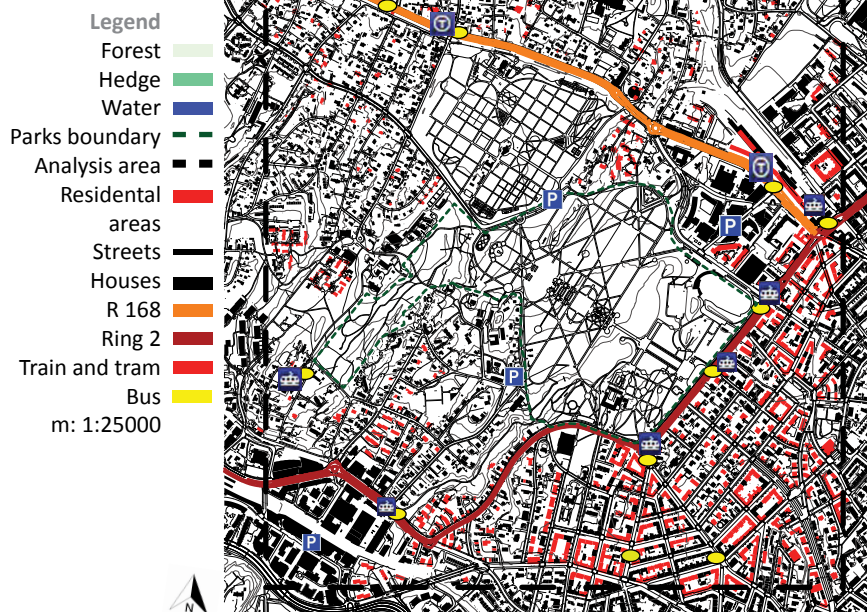 Legend
Forest
Hedge
Water
Parks boundary
Analysis area
Residental
areas
Streets
Houses
R 168
Ring 2
Train and tram
Bus
m: 1:25000
N
T
T
P
P
P
P